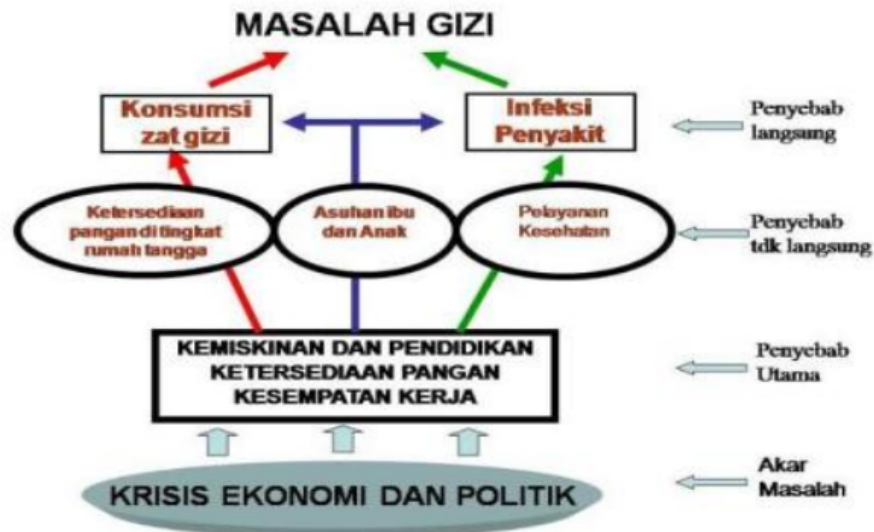 MASALAH GIZI
Konsumsi
zat gizi
Infeksi
Penyakit
Penyebab
langsung
Ketersediaan
pangan di tingkat
rumah tangga
Asuhan ibu
dan Anak
Pelayanan
Kesehatan
Penyebab
tdk langsung
KEMISKINAN DAN PENDIDIKAN
KETERSEDIAAN PANGAN
KESEMPATAN KERJA
Penyebab
Utama
KRISIS EKONOMI DAN POLITIK
Akar
Masalah